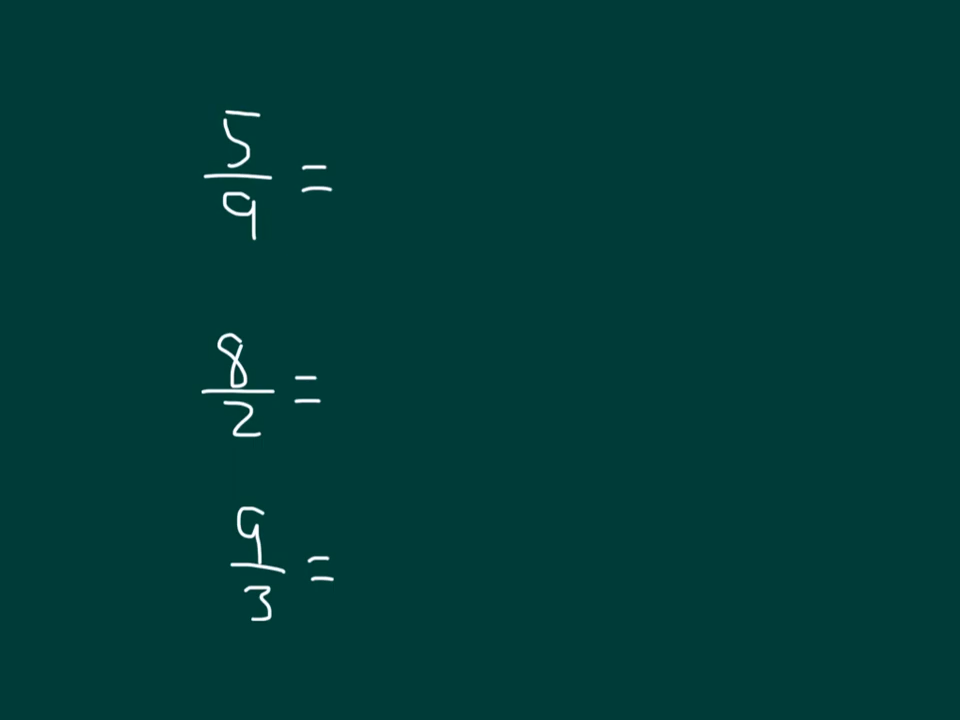 5/9 =
8/2 =
9/3 =